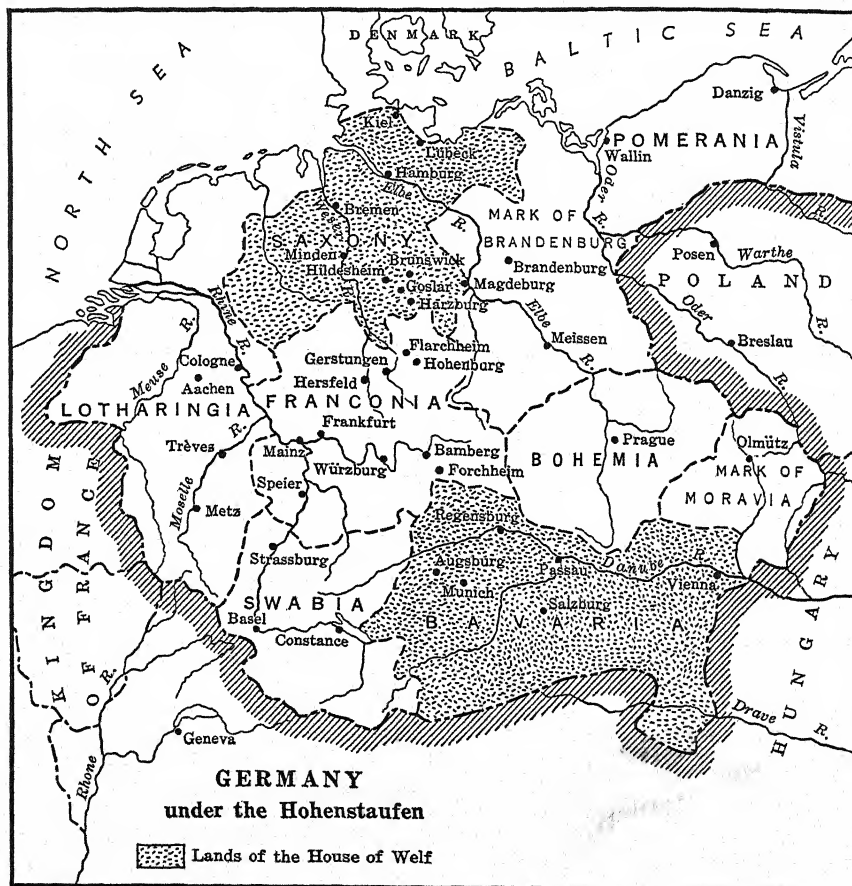 DENMARK
BALTIC SEA
NORTH SEA
Danzig
Kiel
POMERANIA
Vistula
Lübeck
Wallin
Hamburg
Oder
R.
Elbe
R.
Weser
Bremen
MARK OF
BRANDENBURG
SAXONY
R.
Posen
Warthe
R.
Minden
Brunswick
Hildesheim
Brandenburg
POLAND
Goslar
Magdeburg
Harzburg
Oder
R.
Rhine R.
Elbe
R.
Meissen
Breslau
Flarchheim
Gerstungen
Hohenburg
Cologne
Meuse
R.
Aachen
Hersfeld
LOTHARINGIA
FRANCONIA
R.
Frankfurt
Prague
Olmütz
Trèves
Mainz
Bamberg
BOHEMIA
MARK OF
MORAVIA
Würzburg
Forchheim
Speier
Moselle
Metz
KINGDOM
OF FRANCE
Regensburg
Strassburg
Augsburg
Passau
Danube
R.
Vienna
Munich
SWABIA
Salzburg
BAVARIA
Basel
Constance
HUNGARY
Drave
R.
Geneva
Rhone
R.
GERMANY
under the Hohenstaufen
Lands of the House of Welf